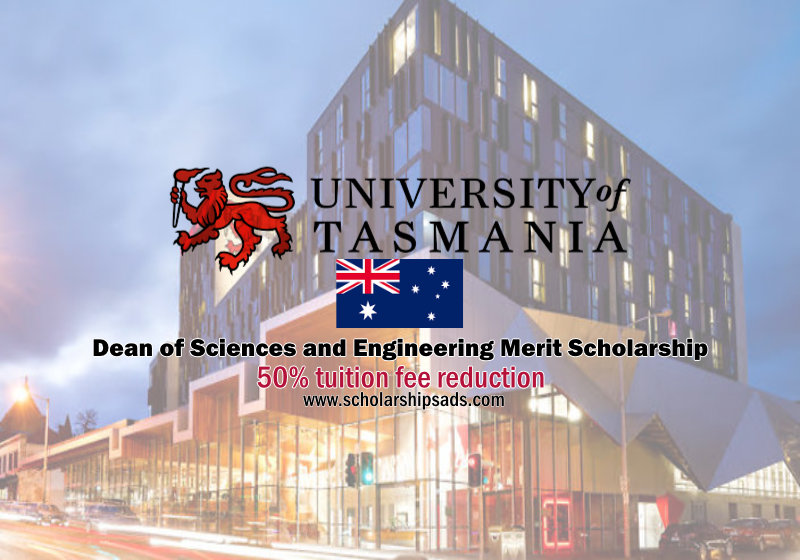 UNIVERSITY of
TASMANIA
Dean of Sciences and Engineering Merit Scholarship
50% tuition fee reduction
www.scholarshipsads.com